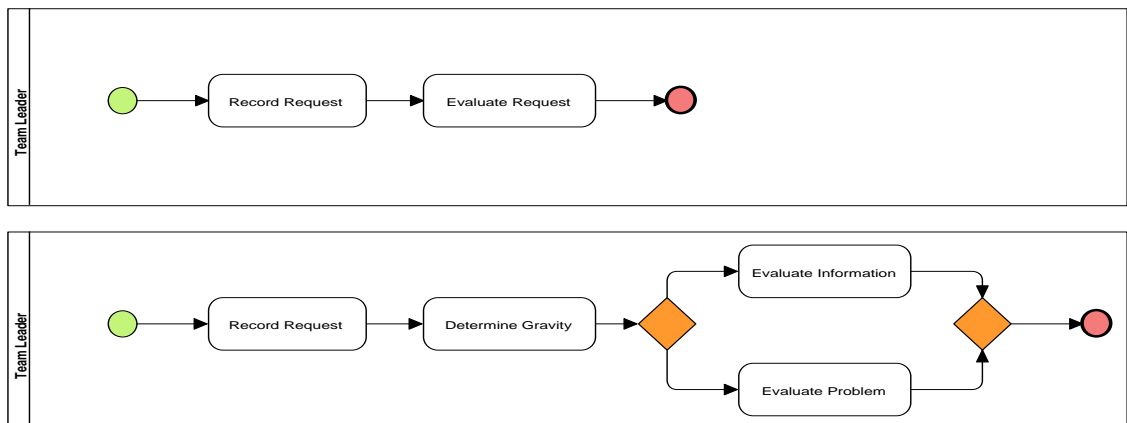 Team Leader
Record Request
Evaluate Request
Team Leader
Record Request
Determine Gravity
Evaluate Information
Evaluate Problem